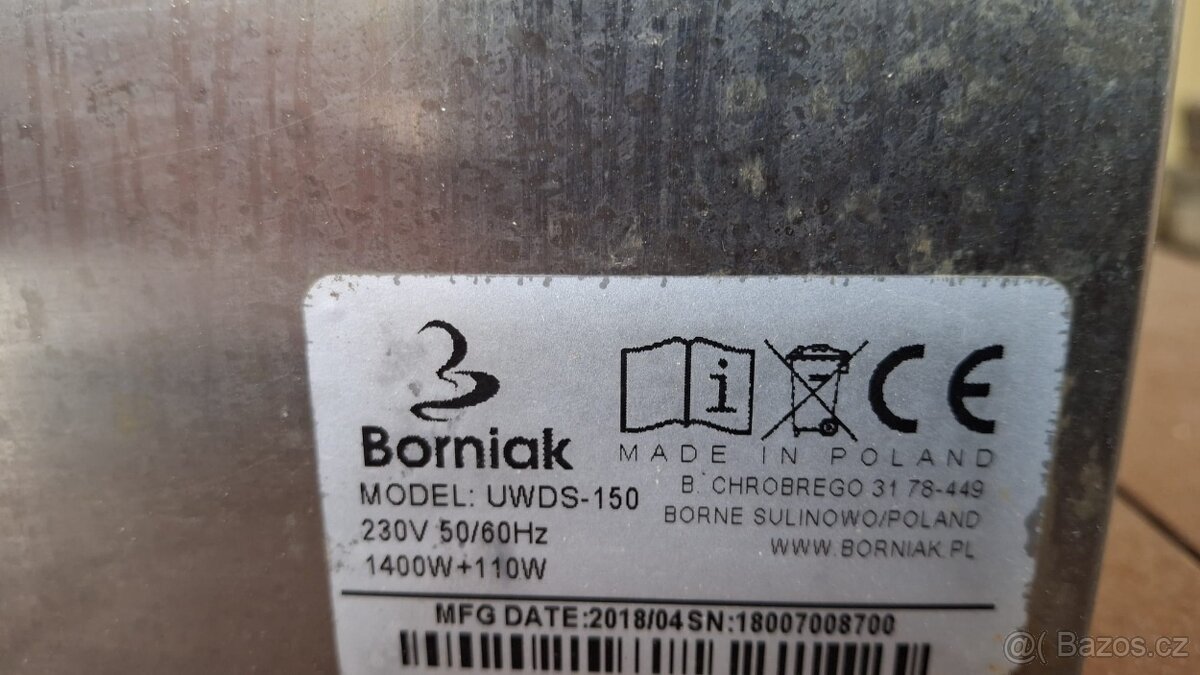 Borniak
MODEL: UWDS-150
230V 50/60Hz
1400W+110W
i
CE
MADE IN POLAND
B. CHROBREGO 31 78-449
BORNE SULINOWO/POLAND
WWW.BORNIAK.PL
MFG DATE:2018/04 SN:18007008700
@( Bazos.cz